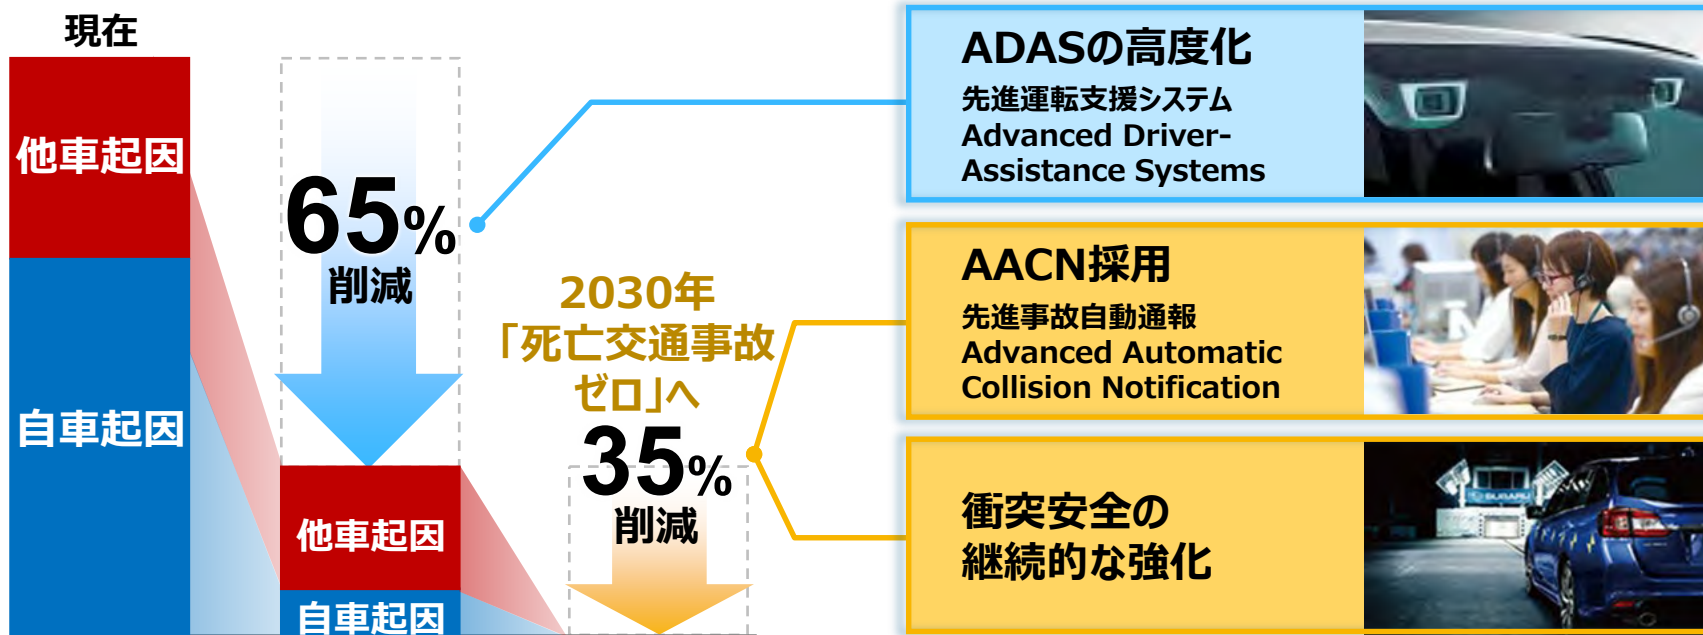 現在
他車起因
自車起因
65%
削減
他車起因
自車起因
2030年
「死亡交通事故
ゼロ」へ
35%
削減
ADASの高度化
先進運転支援システム
Advanced Driver-
Assistance Systems
AACN採用
先進事故自動通報
Advanced Automatic
Collision Notification
衝突安全の
継続的な強化
SUBARU